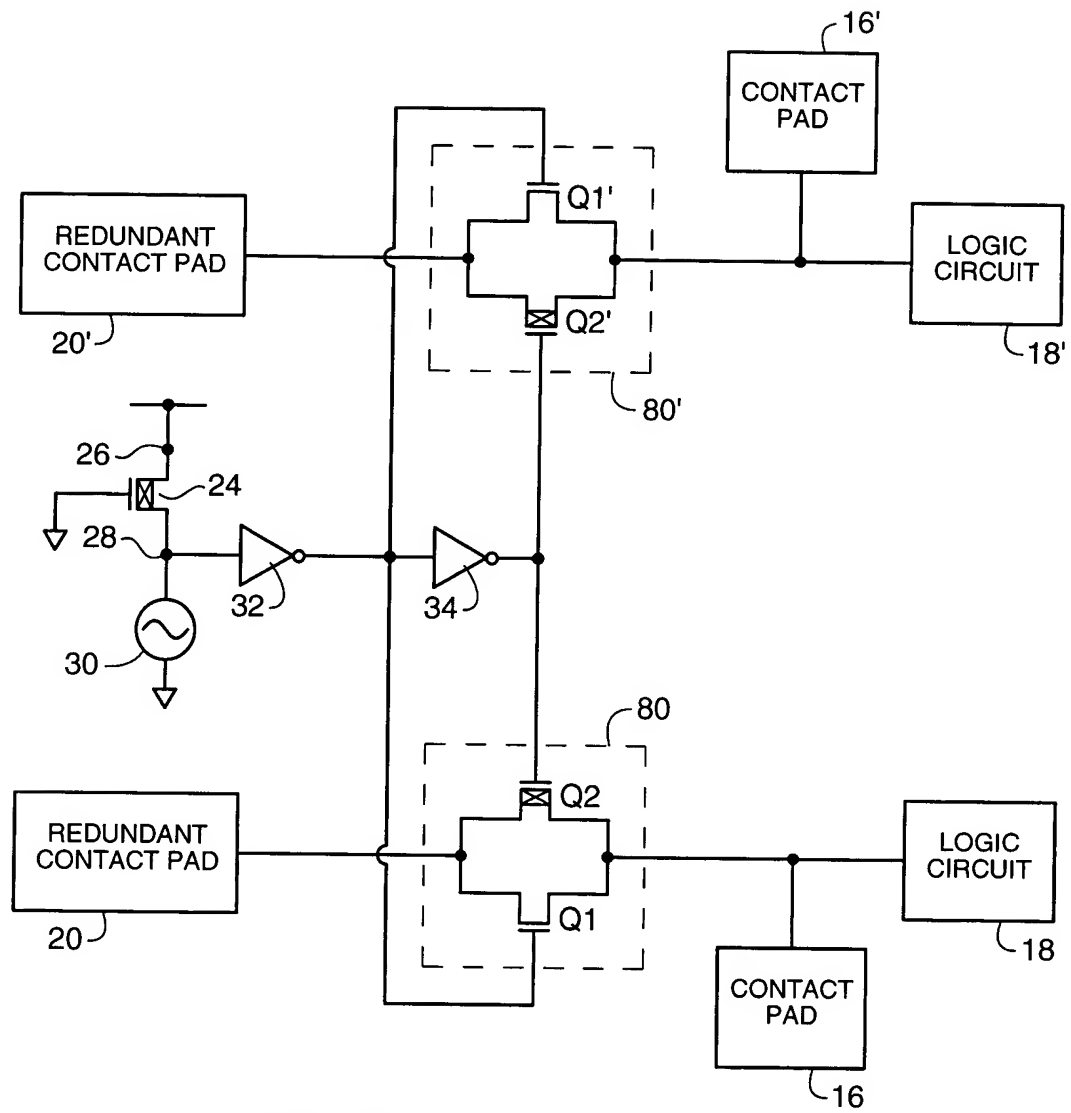 16'
CONTACT
PAD
Q1'
REDUNDANT
CONTACT PAD
LOGIC
CIRCUIT
Q2'
20'
18'
80'
26
24
28
32
34
30
80
Q2
REDUNDANT
CONTACT PAD
LOGIC
CIRCUIT
Q1
20
18
CONTACT
PAD
16